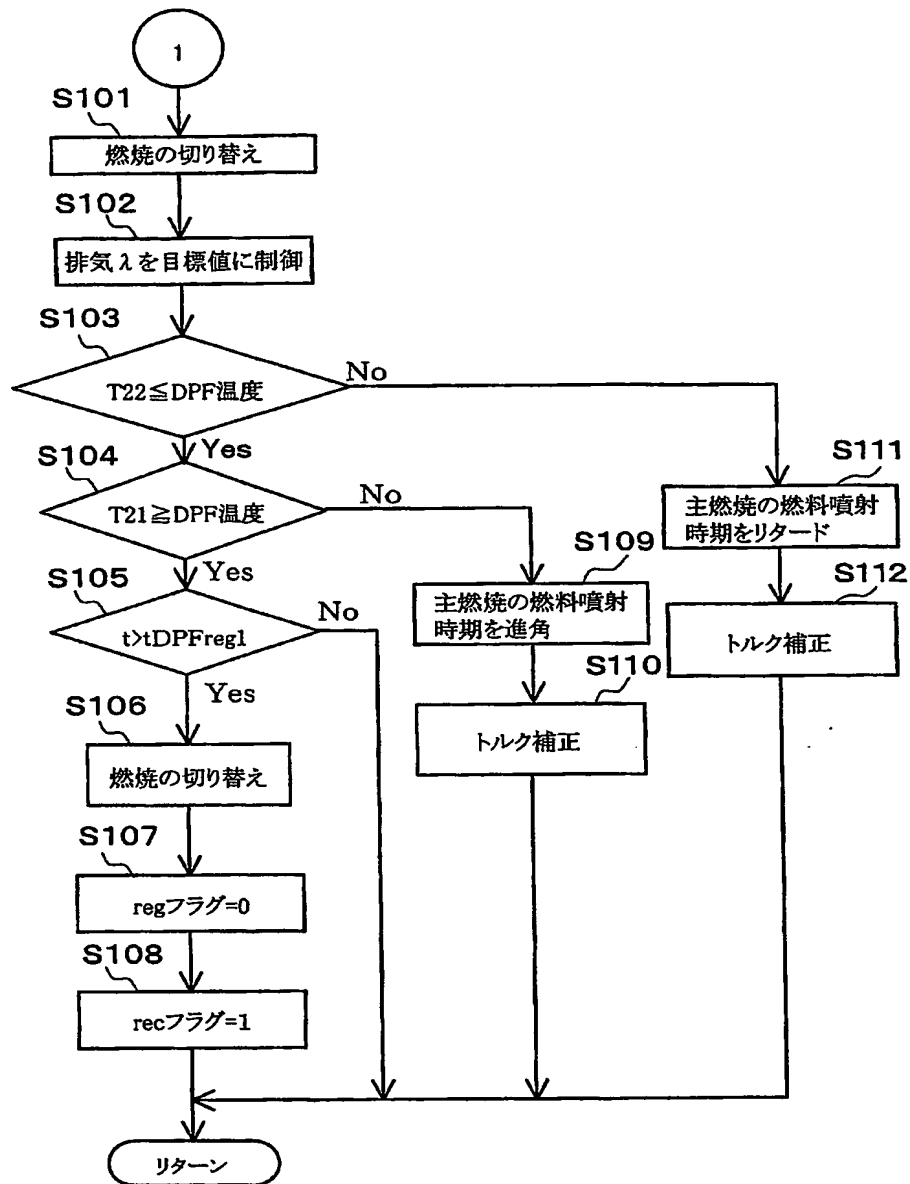 1
S101
燃焼の切り替え
S102
排気λを目標値に制御
S103
T22≦DPF温度
No
Yes
S104
T21≧DPF温度
No
Yes
S105
t>tDPFreg1
No
Yes
S106
燃焼の切り替え
S107
regフラグ=0
S108
recフラグ=1
S109
主燃焼の燃料噴射
時期を進角
S110
トルク補正
S111
主燃焼の燃料噴射
時期をリタード
S112
トルク補正
リターン